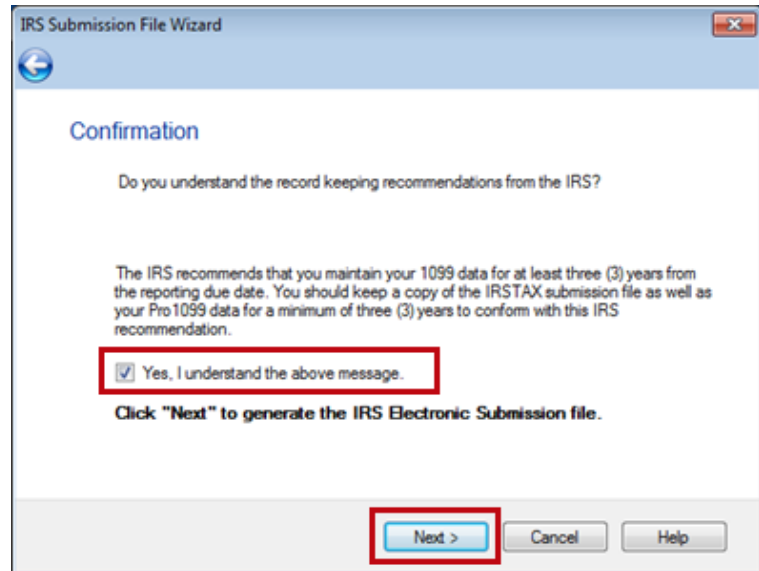 IRS Submission File Wizard
Confirmation
Do you understand the record keeping recommendations from the IRS?
The IRS recommends that you maintain your 1099 data for at least three (3) years from
the reporting due date. You should keep a copy of the IRSTAX submission file as well as
your Pro1099 data for a minimum of three (3) years to conform with this IRS
recommendation.
Yes, I understand the above message.
Click "Next" to generate the IRS Electronic Submission file.
Next > Cancel Help